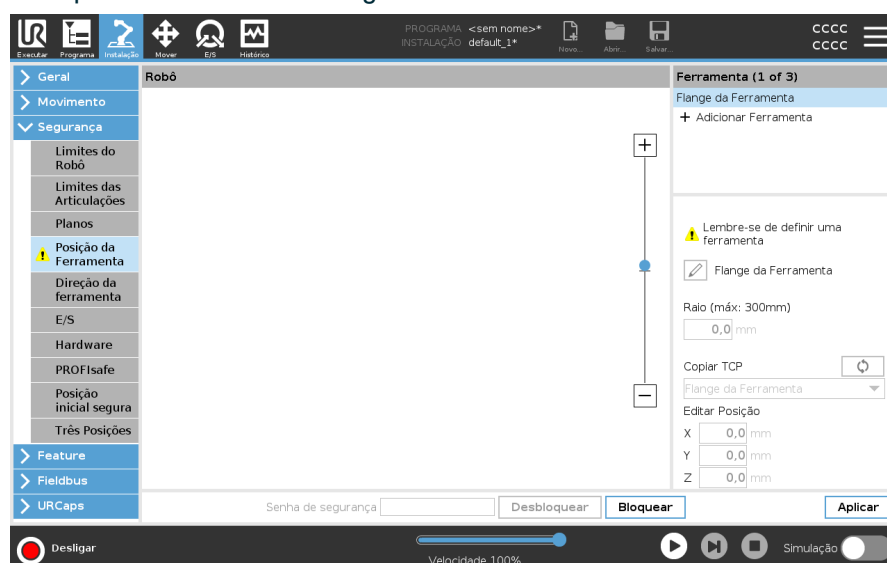 PROGRAMA <sem nome>*
INSTALAÇÃO default_1*
Executar
Programa
Instalação
Mover
E/S
Histórico
Novo...
Abrir...
Salvar...
cccc
cccc
Geral
Movimento
Segurança
Limites do
Robô
Limites das
Articulações
Planos
Posição da
Ferramenta
Direção da
ferramenta
E/S
Hardware
PROFIsafe
Posição
inicial segura
Três Posições
Feature
Fieldbus
URCaps
Robô
Ferramenta (1 of 3)
Flange da Ferramenta
+ Adicionar Ferramenta
Lembre-se de definir uma
ferramenta
Flange da Ferramenta
Raio (máx: 300mm)
0,0 mm
Copiar TCP
Flange da Ferramenta
Editar Posição
X 0,0 mm
Y 0,0 mm
Z 0,0 mm
Senha de segurança Desbloquear Bloquear Aplicar
Desligar
Velocidade 100%
Simulação